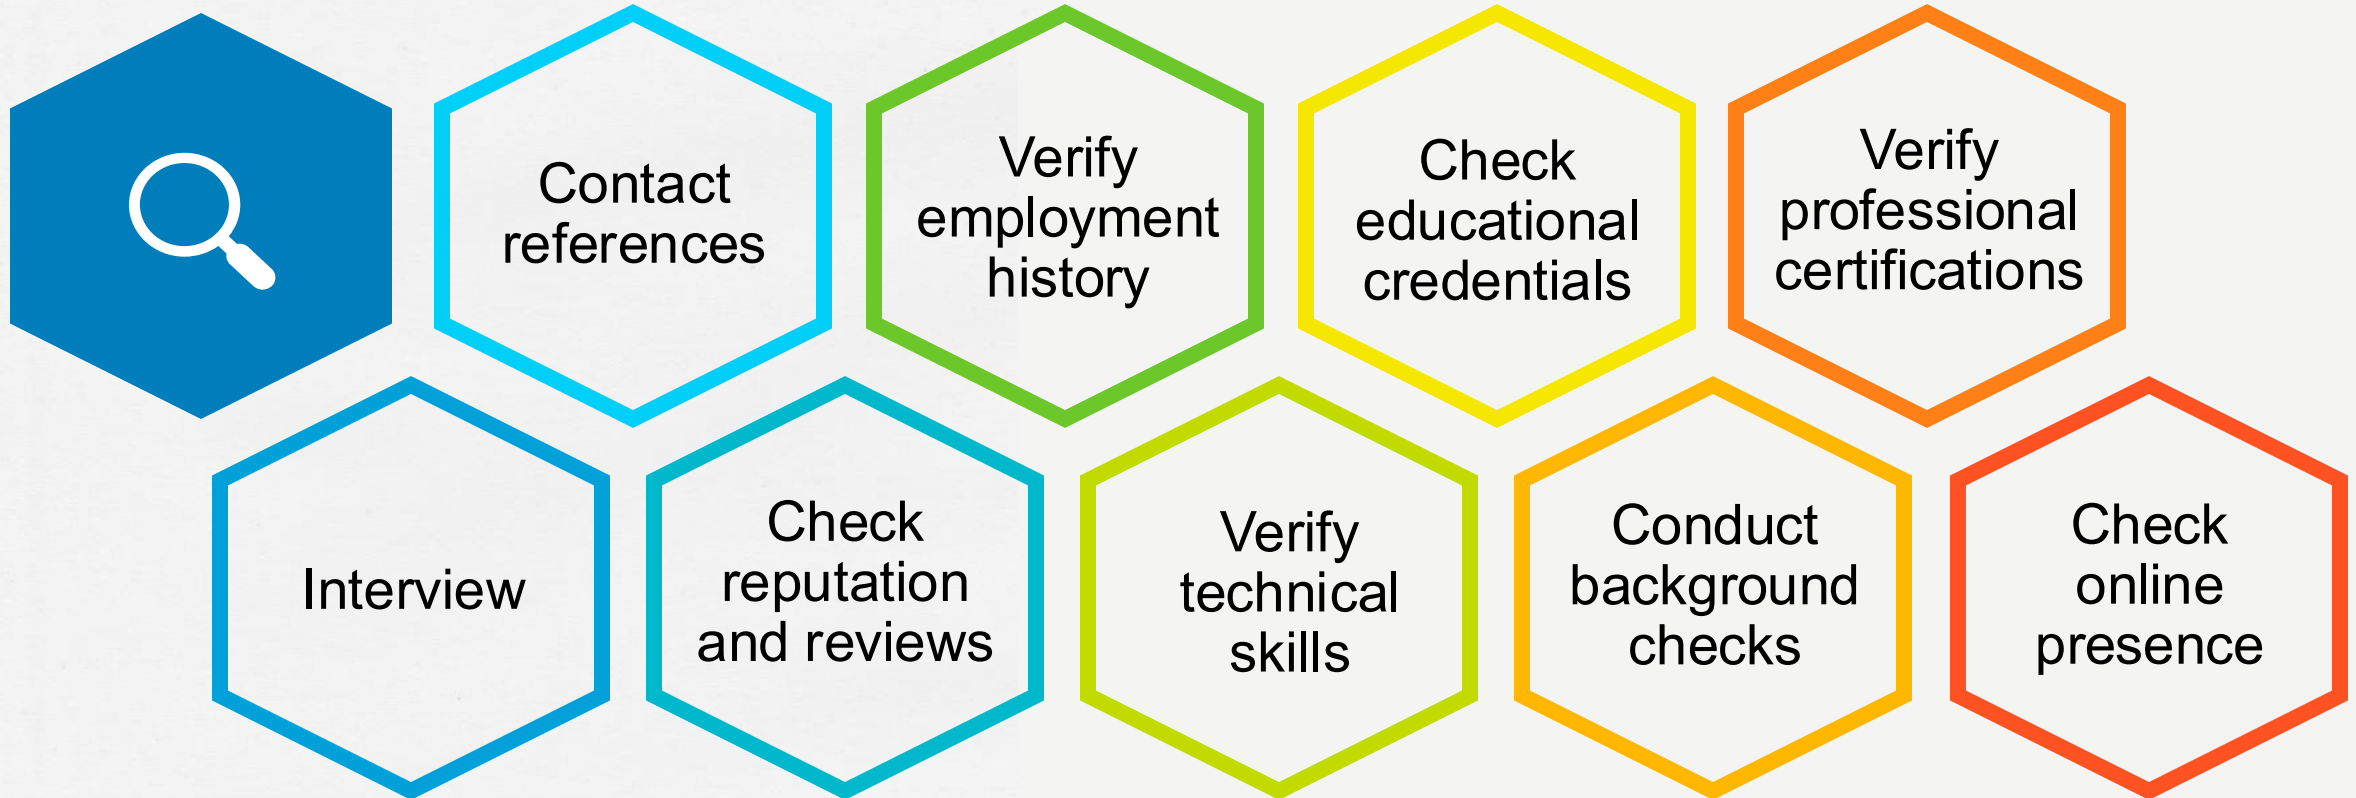 Contact
references
Verify
employment
history
Check
educational
credentials
Verify
professional
certifications
Interview
Check
reputation
and reviews
Verify
technical
skills
Conduct
background
checks
Check
online
presence